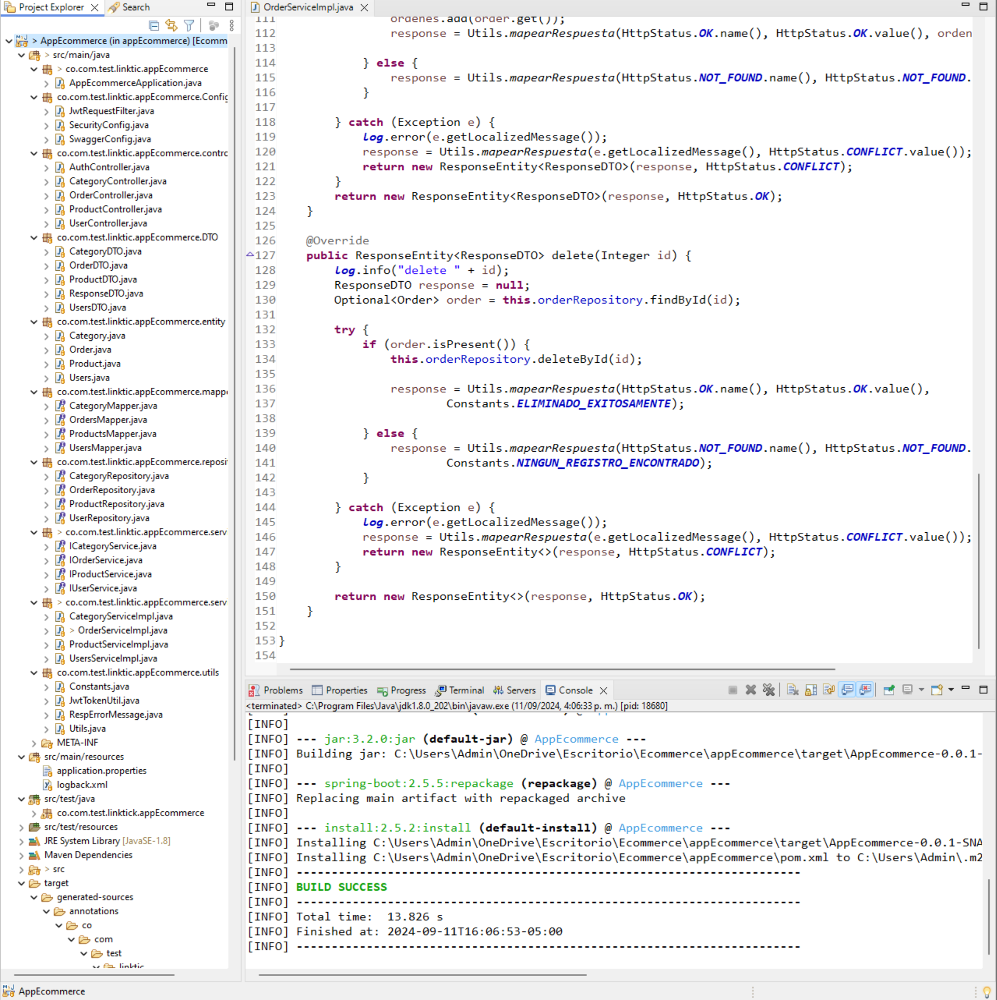 Project Explorer
Search
> AppEcommerce (in appEcommerce) [Ecomm
> src/main/java
> co.com.test.linktic.appEcommerce
AppEcommerceApplication.java
co.com.test.linktic.appEcommerce.Config
JwtRequestFilter.java
SecurityConfig.java
SwaggerConfig.java
co.com.test.linktic.appEcommerce.contro
AuthController.java
CategoryController.java
OrderController.java
ProductController.java
UserController.java
co.com.test.linktic.appEcommerce.DTO
CategoryDTO.java
OrderDTO.java
ProductDTO.java
ResponseDTO.java
UsersDTO.java
co.com.test.linktic.appEcommerce.entity
Category.java
Order.java
Product.java
Users.java
co.com.test.linktic.appEcommerce.mappe
CategoryMapper.java
OrdersMapper.java
ProductsMapper.java
UsersMapper.java
co.com.test.linktic.appEcommerce.reposit
CategoryRepository.java
OrderRepository.java
ProductRepository.java
UserRepository.java
> co.com.test.linktic.appEcommerce.serv
ICategoryService.java
IOrderService.java
IProductService.java
IUserService.java
> co.com.test.linktic.appEcommerce.serv
CategoryServiceImpl.java
> OrderServiceImpl.java
ProductServiceImpl.java
UsersServiceImpl.java
co.com.test.linktic.appEcommerce.utils
Constants.java
JwtTokenUtil.java
RespErrorMessage.java
Utils.java
META-INF
src/main/resources
application.properties
logback.xml
src/test/java
co.com.test.linktick.appEcommerce
src/test/resources
JRE System Library [JavaSE-1.8]
Maven Dependencies
> src
target
generated-sources
annotations
co
com
test
linktic
OrderServiceImpl.java
111 ordenes.add(order.get());
112 response = Utils.mapearRespuesta(HttpStatus.OK.name(), HttpStatus.OK.value(), orden
113
114 } else {
115 response = Utils.mapearRespuesta(HttpStatus.NOT_FOUND.name(), HttpStatus.NOT_FOUND.
116 }
117
118 } catch (Exception e) {
119 log.error(e.getLocalizedMessage());
120 response = Utils.mapearRespuesta(e.getLocalizedMessage(), HttpStatus.CONFLICT.value());
121 return new ResponseEntity<ResponseDTO>(response, HttpStatus.CONFLICT);
122 }
123 return new ResponseEntity<ResponseDTO>(response, HttpStatus.OK);
124 }
125
126 @Override
127 public ResponseEntity<ResponseDTO> delete(Integer id) {
128 log.info("delete " + id);
129 ResponseDTO response = null;
130 Optional<Order> order = this.orderRepository.findById(id);
131
132 try {
133 if (order.isPresent()) {
134 this.orderRepository.deleteById(id);
135
136 response = Utils.mapearRespuesta(HttpStatus.OK.name(), HttpStatus.OK.value(),
137 Constants.ELIMINADO_EXITOSAMENTE);
138
139 } else {
140 response = Utils.mapearRespuesta(HttpStatus.NOT_FOUND.name(), HttpStatus.NOT_FOUND.
141 Constants.NINGUN_REGISTRO_ENCONTRADO);
142 }
143
144 } catch (Exception e) {
145 log.error(e.getLocalizedMessage());
146 response = Utils.mapearRespuesta(e.getLocalizedMessage(), HttpStatus.CONFLICT.value());
147 return new ResponseEntity<>(response, HttpStatus.CONFLICT);
148 }
149
150 return new ResponseEntity<>(response, HttpStatus.OK);
151 }
152
153 }
154
Problems Properties Progress Terminal Servers Console
<terminated> C:\Program Files\Java\jdk1.8.0_202\bin\javaw.exe (11/09/2024, 4:06:33 p. m.) [pid: 18680]
[INFO]
[INFO] --- jar:3.2.0:jar (default-jar) @ AppEcommerce ---
[INFO] Building jar: C:\Users\Admin\OneDrive\Escritorio\Ecommerce\appEcommerce\target\AppEcommerce-0.0.1-
[INFO]
[INFO] --- spring-boot:2.5.5:repackage (repackage) @ AppEcommerce ---
[INFO] Replacing main artifact with repackaged archive
[INFO]
[INFO] --- install:2.5.2:install (default-install) @ AppEcommerce ---
[INFO] Installing C:\Users\Admin\OneDrive\Escritorio\Ecommerce\appEcommerce\target\AppEcommerce-0.0.1-SNA
[INFO] Installing C:\Users\Admin\OneDrive\Escritorio\Ecommerce\appEcommerce\pom.xml to C:\Users\Admin\.m2
[INFO] ------------------------------------------------------------------------
[INFO] BUILD SUCCESS
[INFO] ------------------------------------------------------------------------
[INFO] Total time:  13.826 s
[INFO] Finished at: 2024-09-11T16:06:53-05:00
[INFO] ------------------------------------------------------------------------
AppEcommerce